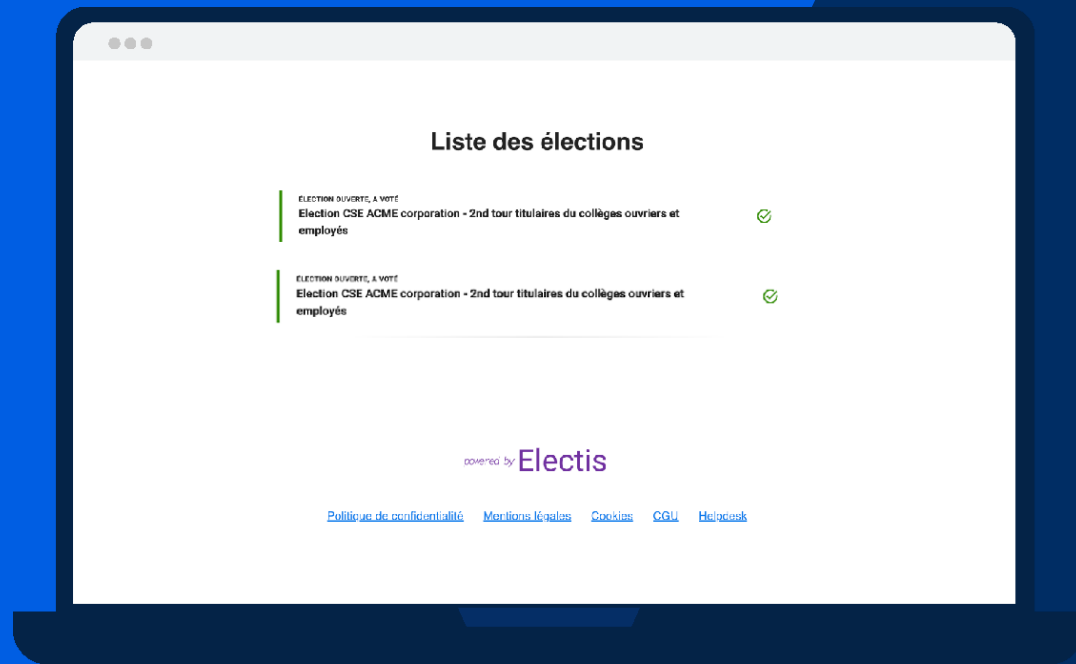 Liste des élections
ÉLECTION OUVERTE, A VOTÉ
Election CSE ACME corporation - 2nd tour titulaires du collèges ouvriers et
employés
ÉLECTION OUVERTE, A VOTÉ
Election CSE ACME corporation - 2nd tour titulaires du collèges ouvriers et
employés
powered by Electis
Politique de confidentialité Mentions légales Cookies CGU Helpdesk